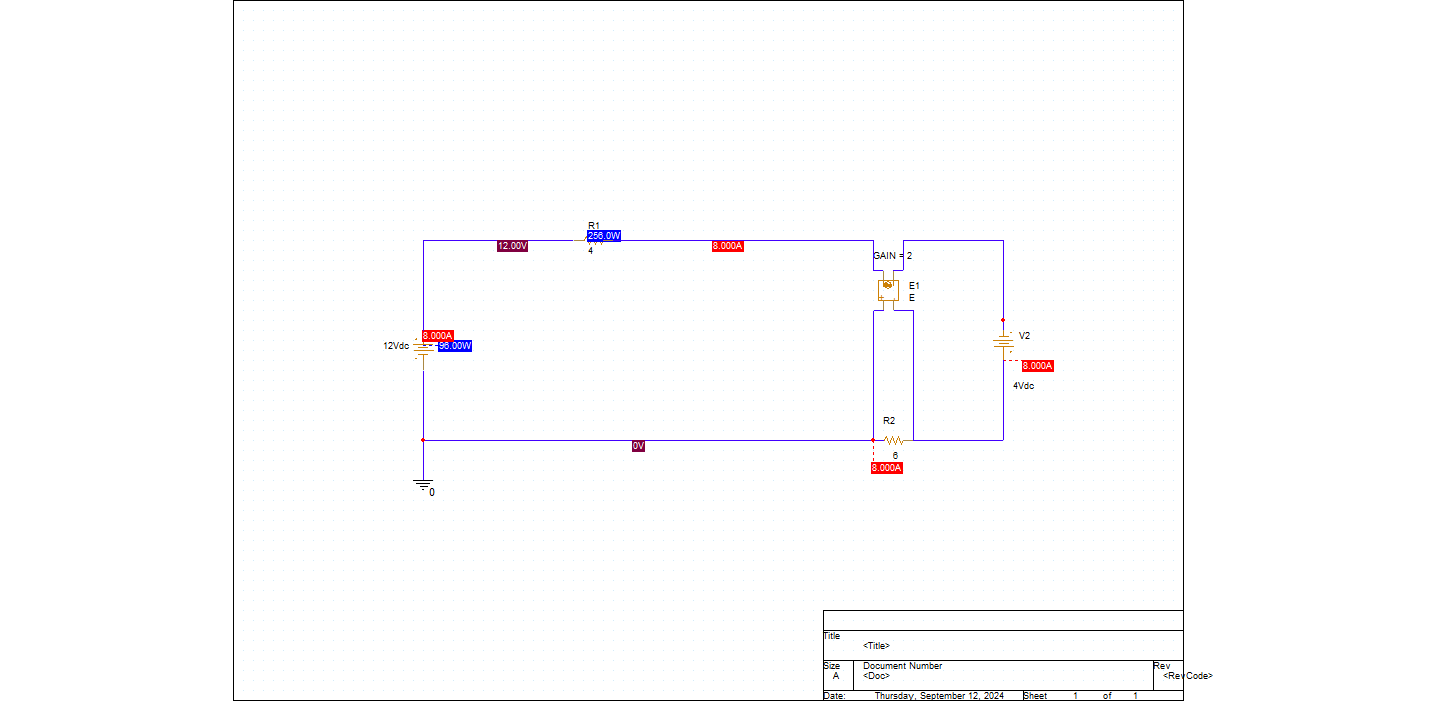 R1
256.0W
12.00V
8.000A
4
GAIN = 2
E1
E
8.000A
12Vdc
96.00W
V2
8.000A
4Vdc
R2
0V
6
8.000A
0
Title
<Title>
Size
Document Number
Rev
A
<Doc>
<RevCode>
Date:
Thursday, September 12, 2024
Sheet
1
of
1